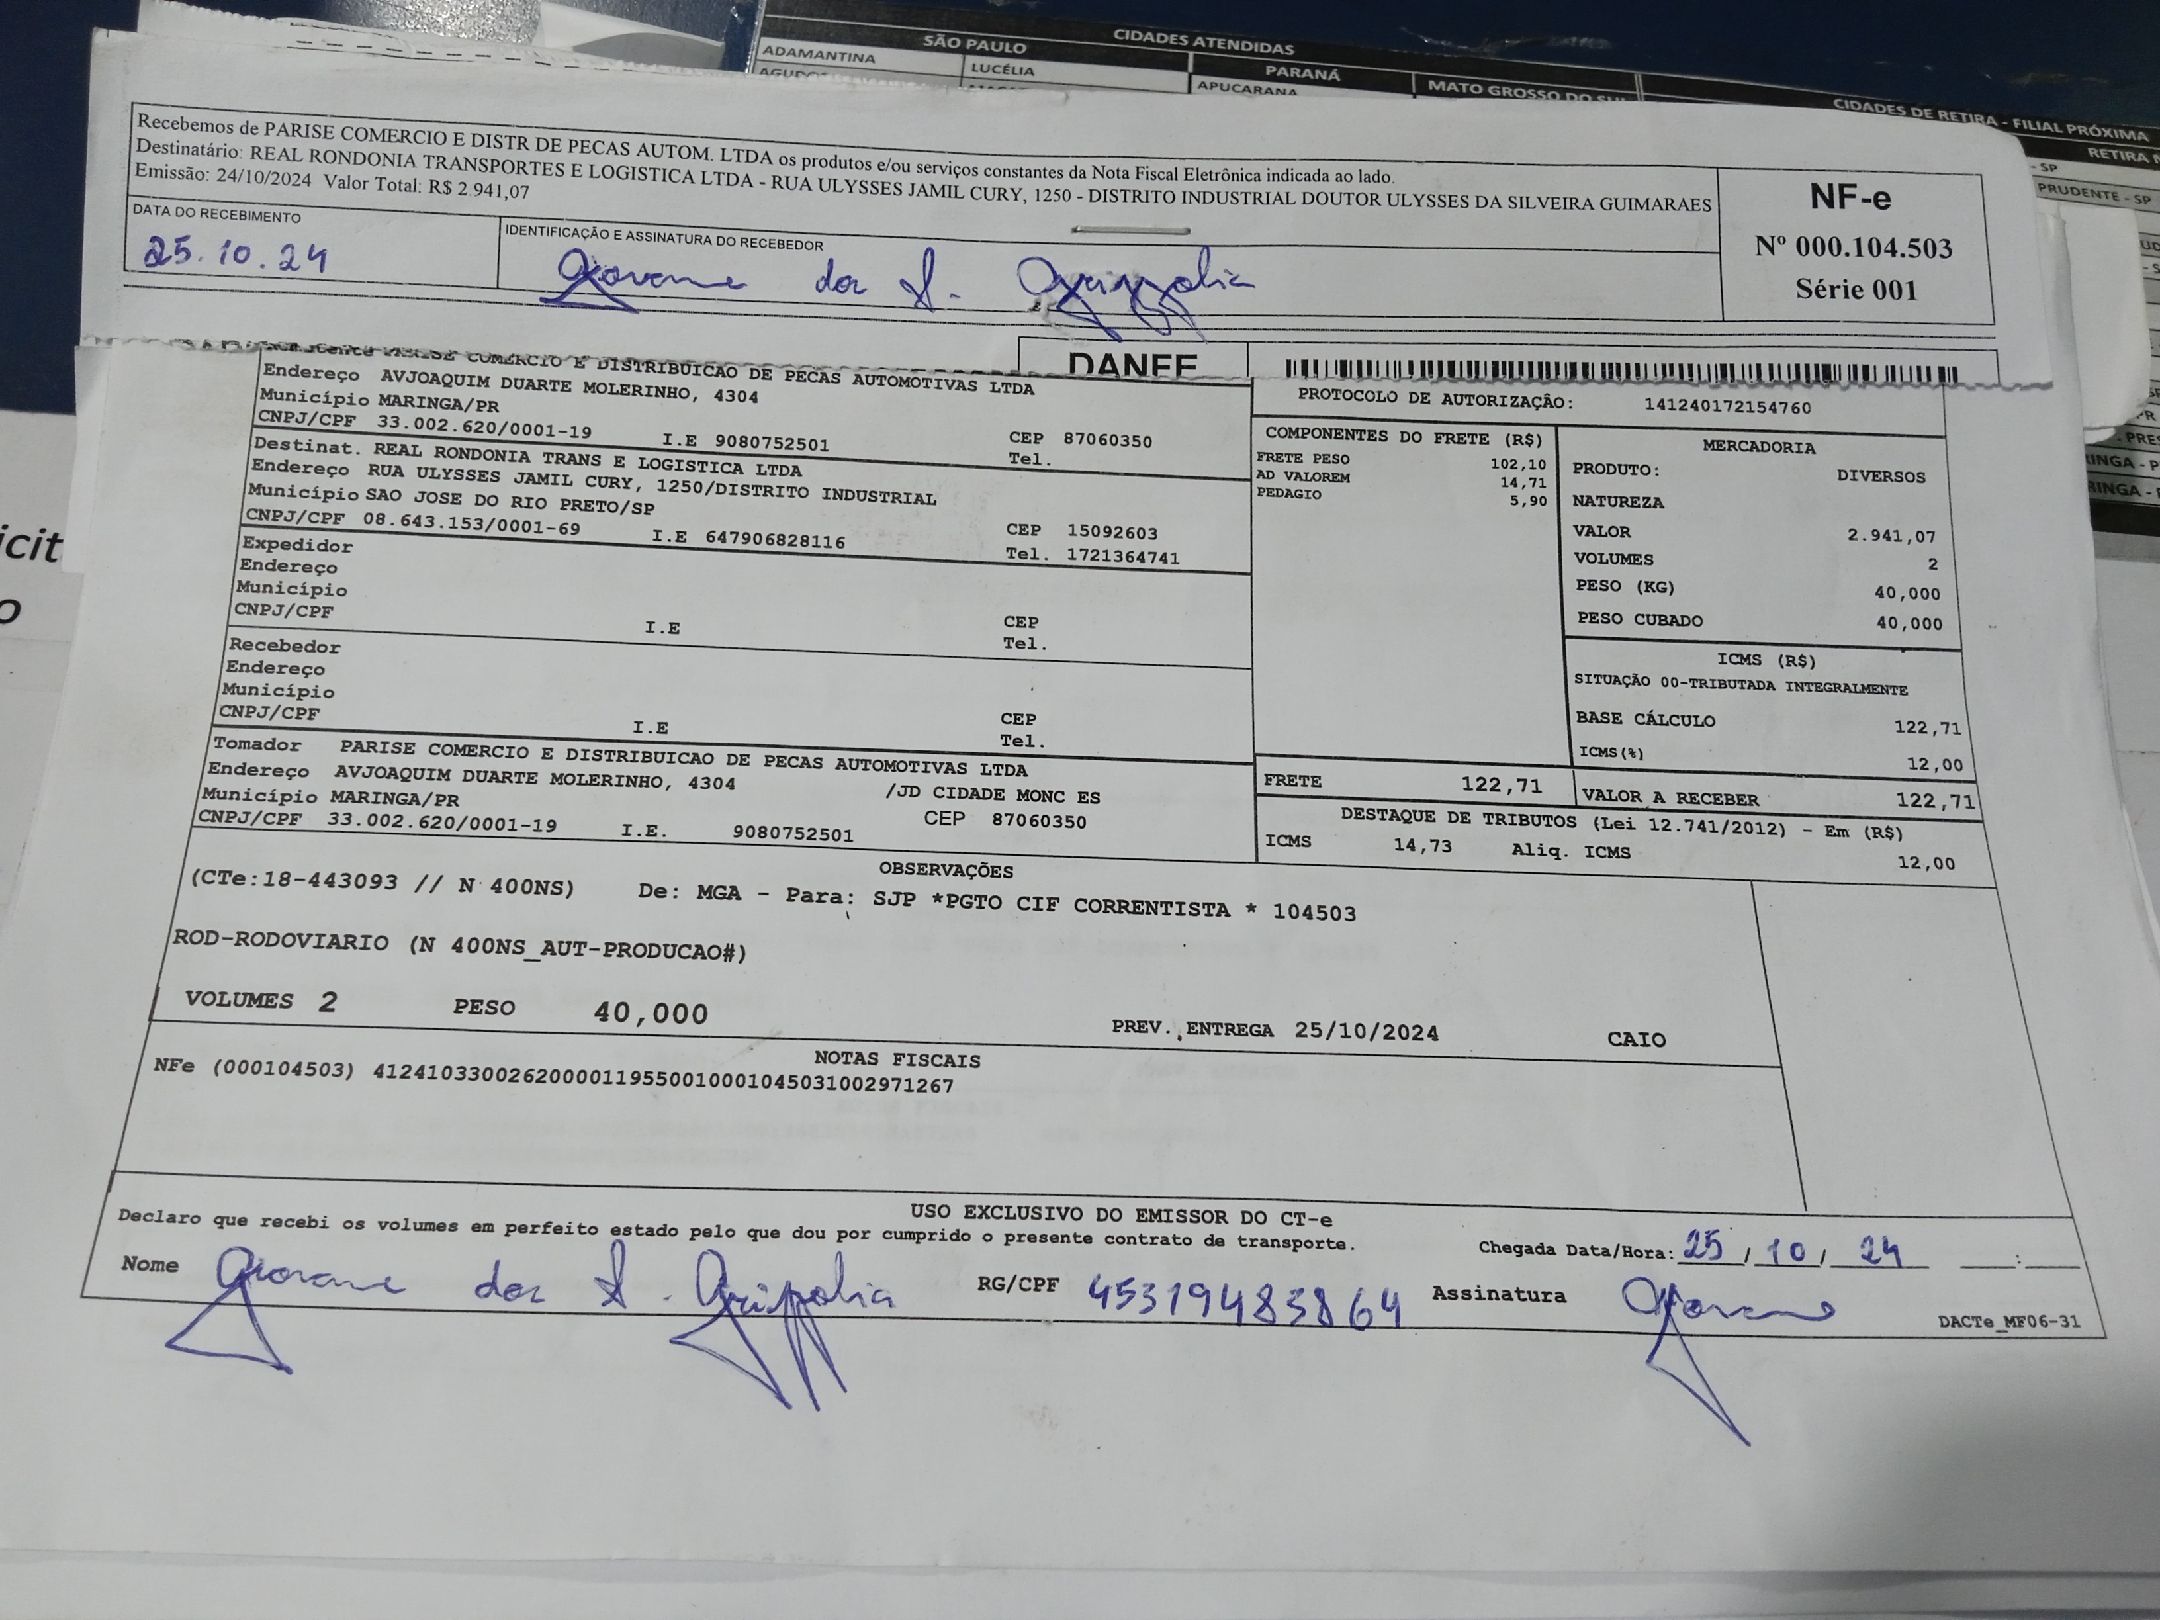 SÃO PAULO
CIDADES ATENDIDAS
ADAMANTINA
LUCÉLIA
PARANÁ
APUCARANA
MATO GROSSO DO SUL
CIDADES DE RETIRA - FILIAL PRÓXIMA
Recebemos de PARISE COMERCIO E DISTR DE PECAS AUTOM. LTDA os produtos e/ou serviços constantes da Nota Fiscal Eletrônica indicada ao lado.
Destinatário: REAL RONDONIA TRANSPORTES E LOGISTICA LTDA - RUA ULYSSES JAMIL CURY, 1250 - DISTRITO INDUSTRIAL DOUTOR ULYSSES DA SILVEIRA GUIMARAES
Emissão: 24/10/2024 Valor Total: R$ 2.941,07
NF-e
Nº 000.104.503
Série 001
DATA DO RECEBIMENTO
25.10.24
IDENTIFICAÇÃO E ASSINATURA DO RECEBEDOR
Giovane dos S.
DANFE
COMERCIO E DISTRIBUICAO DE PECAS AUTOMOTIVAS LTDA
Endereço AVJOAQUIM DUARTE MOLERINHO, 4304
Município MARINGA/PR
CNPJ/CPF 33.002.620/0001-19 I.E 9080752501 CEP 87060350
Tel.
Destinat. REAL RONDONIA TRANS E LOGISTICA LTDA
Endereço RUA ULYSSES JAMIL CURY, 1250/DISTRITO INDUSTRIAL
Município SAO JOSE DO RIO PRETO/SP
CNPJ/CPF 08.643.153/0001-69 I.E 647906828116 CEP 15092603
Tel. 1721364741
Expedidor
Endereço
Município
CNPJ/CPF I.E CEP
Tel.
Recebedor
Endereço
Município
CNPJ/CPF I.E CEP
Tel.
Tomador PARISE COMERCIO E DISTRIBUICAO DE PECAS AUTOMOTIVAS LTDA
Endereço AVJOAQUIM DUARTE MOLERINHO, 4304 /JD CIDADE MONC ES
Município MARINGA/PR
CNPJ/CPF 33.002.620/0001-19 I.E. 9080752501 CEP 87060350
PROTOCOLO DE AUTORIZAÇÃO: 141240172154760
COMPONENTES DO FRETE (R$)
FRETE PESO 102,10
AD VALOREM 14,71
PEDAGIO 5,90
MERCADORIA
PRODUTO: DIVERSOS
NATUREZA
VALOR 2.941,07
VOLUMES 2
PESO (KG) 40,000
PESO CUBADO 40,000
ICMS (R$)
SITUAÇÃO 00-TRIBUTADA INTEGRALMENTE
BASE CÁLCULO 122,71
ICMS(%) 12,00
FRETE 122,71
VALOR A RECEBER 122,71
DESTAQUE DE TRIBUTOS (Lei 12.741/2012) - Em (R$)
ICMS 14,73 Aliq. ICMS 12,00
OBSERVAÇÕES
(CTe:18-443093 // N 400NS) De: MGA - Para: SJP *PGTO CIF CORRENTISTA * 104503
ROD-RODOVIARIO (N 400NS_AUT-PRODUCAO#)
VOLUMES 2 PESO 40,000 PREV. ENTREGA 25/10/2024 CAIO
NOTAS FISCAIS
NFe (000104503) 41241033002620000119550010001045031002971267
USO EXCLUSIVO DO EMISSOR DO CT-e
Declaro que recebi os volumes em perfeito estado pelo que dou por cumprido o presente contrato de transporte.
Chegada Data/Hora: 25/10/24 :
Nome Giovane dos S. RG/CPF 45319483864 Assinatura Giovane
DACTe_MF06-31